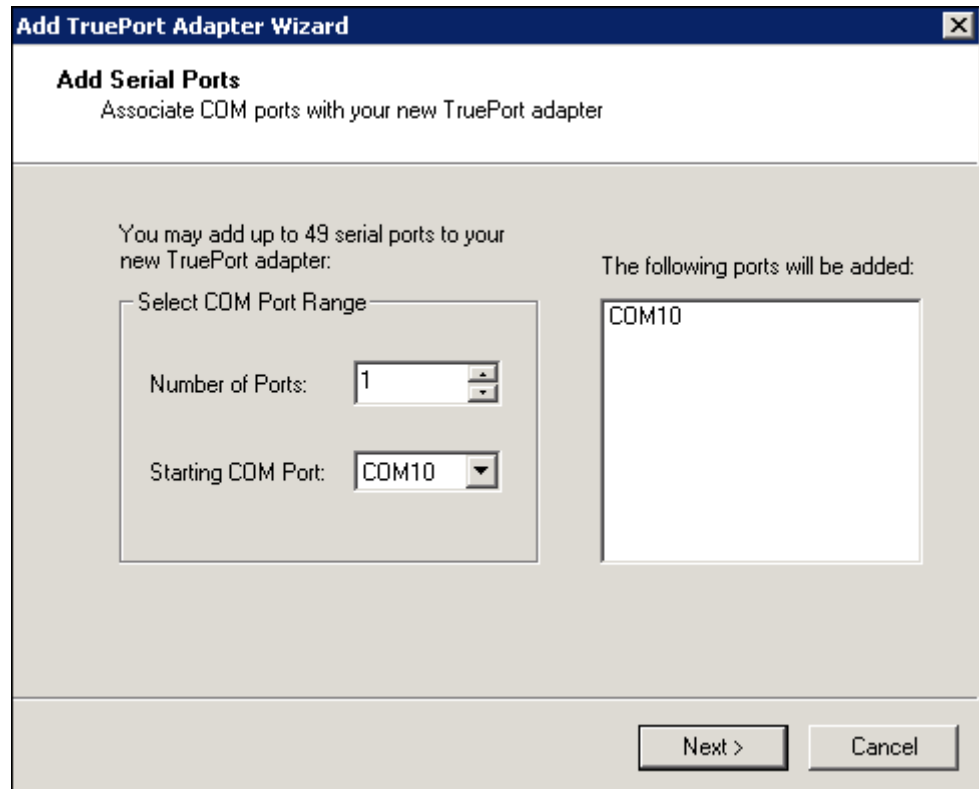 Add TruePort Adapter Wizard
Add Serial Ports
Associate COM ports with your new TruePort adapter
You may add up to 49 serial ports to your
new TruePort adapter:
Select COM Port Range
Number of Ports:
1
Starting COM Port:
COM10
The following ports will be added:
COM10
Next >
Cancel